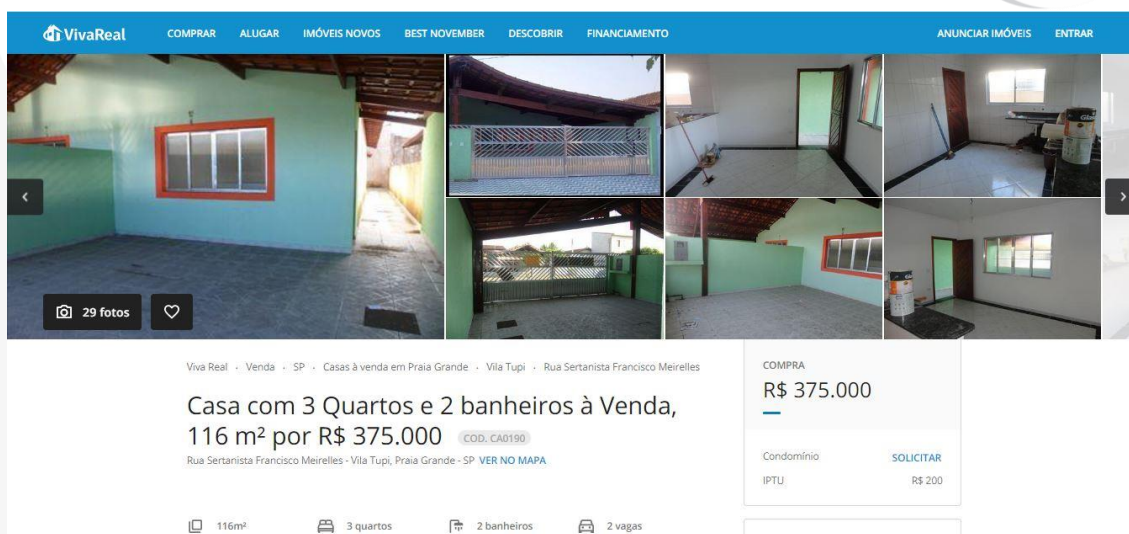 VivaReal COMPRAR ALUGAR IMÓVEIS NOVOS BEST NOVEMBER DESCOBRIR FINANCIAMENTO ANUNCIAR IMÓVEIS ENTRAR
29 fotos
Viva Real • Venda • SP • Casas à venda em Praia Grande • Vila Tupi • Rua Sertanista Francisco Meirelles
Casa com 3 Quartos e 2 banheiros à Venda,
116 m² por R$ 375.000 COD. CA0190
Rua Sertanista Francisco Meirelles - Vila Tupi, Praia Grande - SP VER NO MAPA
116m² 3 quartos 2 banheiros 2 vagas
COMPRA
R$ 375.000
Condomínio SOLICITAR
IPTU R$ 200